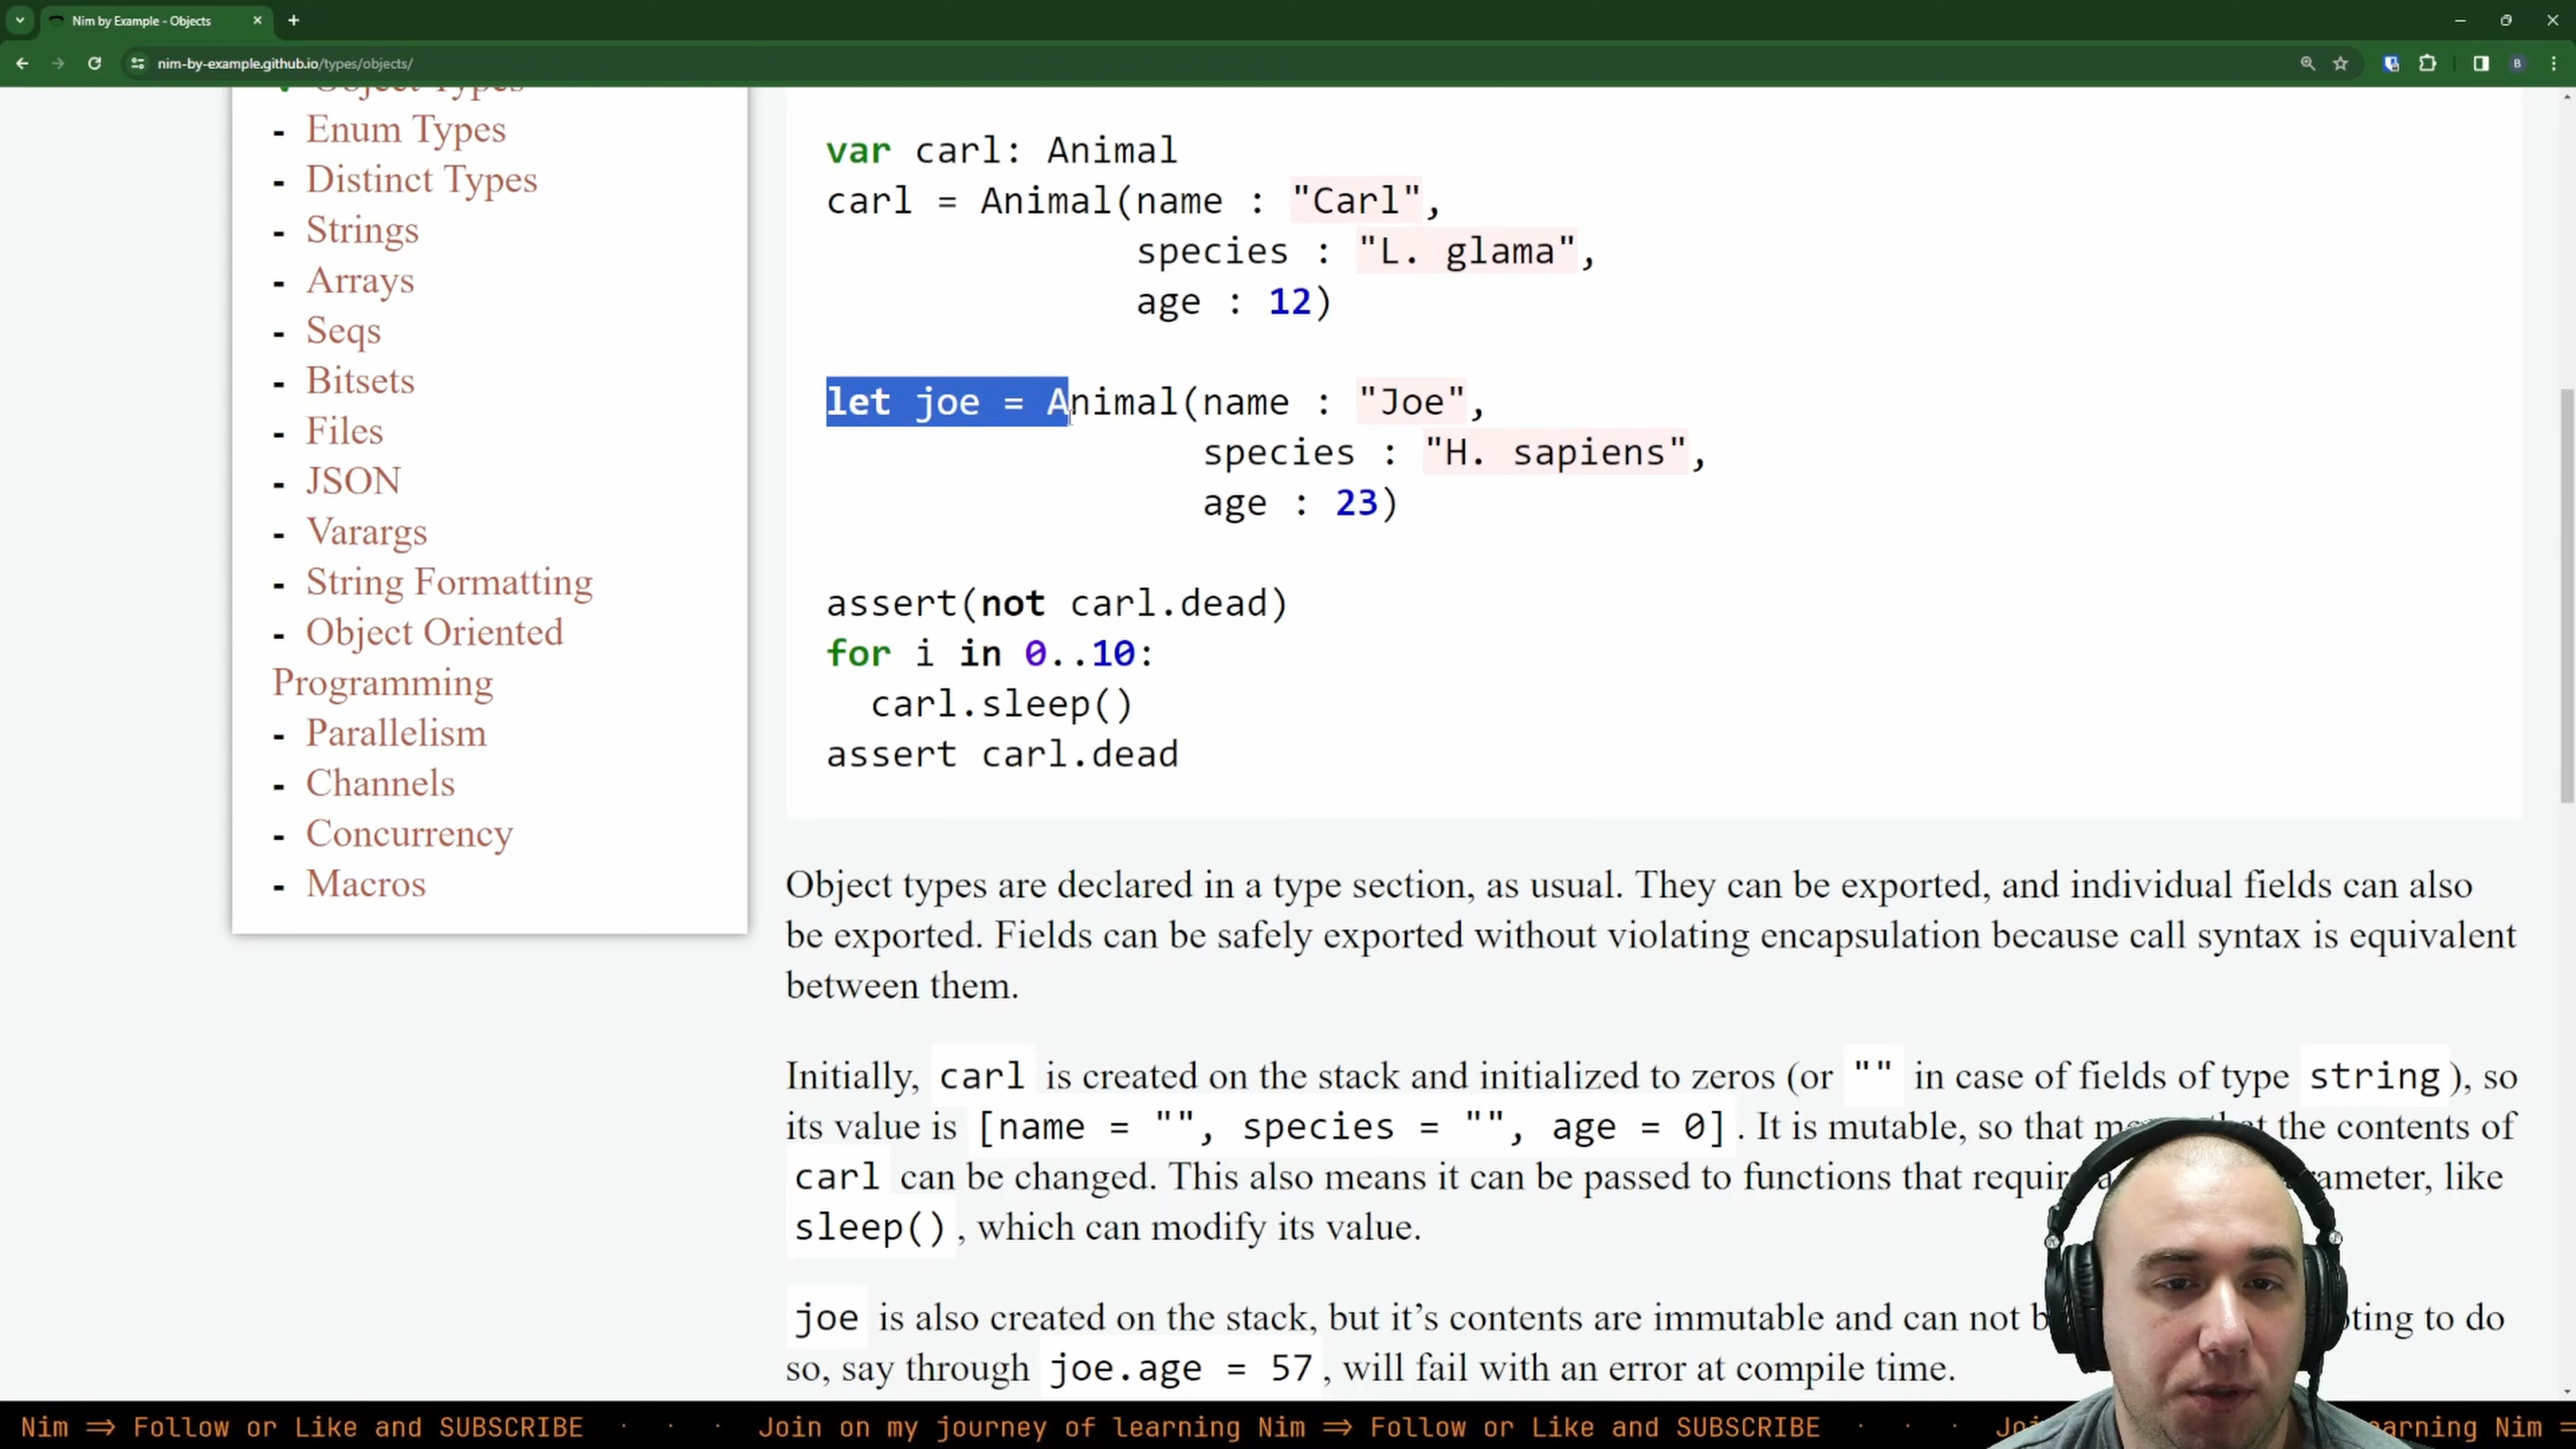 Nim by Example - Objects
nim-by-example.github.io/types/objects/
B
Object Types
- Enum Types
- Distinct Types
- Strings
- Arrays
- Seqs
- Bitsets
- Files
- JSON
- Varargs
- String Formatting
- Object Oriented
Programming
- Parallelism
- Channels
- Concurrency
- Macros
var carl: Animal
carl = Animal(name : "Carl",
species : "L. glama",
age : 12)
let joe = Animal(name : "Joe",
species : "H. sapiens",
age : 23)
assert(not carl.dead)
for i in 0..10:
carl.sleep()
assert carl.dead
Object types are declared in a type section, as usual. They can be exported, and individual fields can also
be exported. Fields can be safely exported without violating encapsulation because call syntax is equivalent
between them.
Initially, carl is created on the stack and initialized to zeros (or "" in case of fields of type string), so
its value is [name = "", species = "", age = 0]. It is mutable, so that the contents of
carl can be changed. This also means it can be passed to functions that requir like
sleep(), which can modify its value.
joe is also created on the stack, but it's contents are immutable and can not to do
so, say through joe.age = 57, will fail with an error at compile time.
Nim ⇒ Follow or Like and SUBSCRIBE · · · Join on my journey of learning Nim ⇒ Follow or Like and SUBSCRIBE · · · Joi arning Nim =